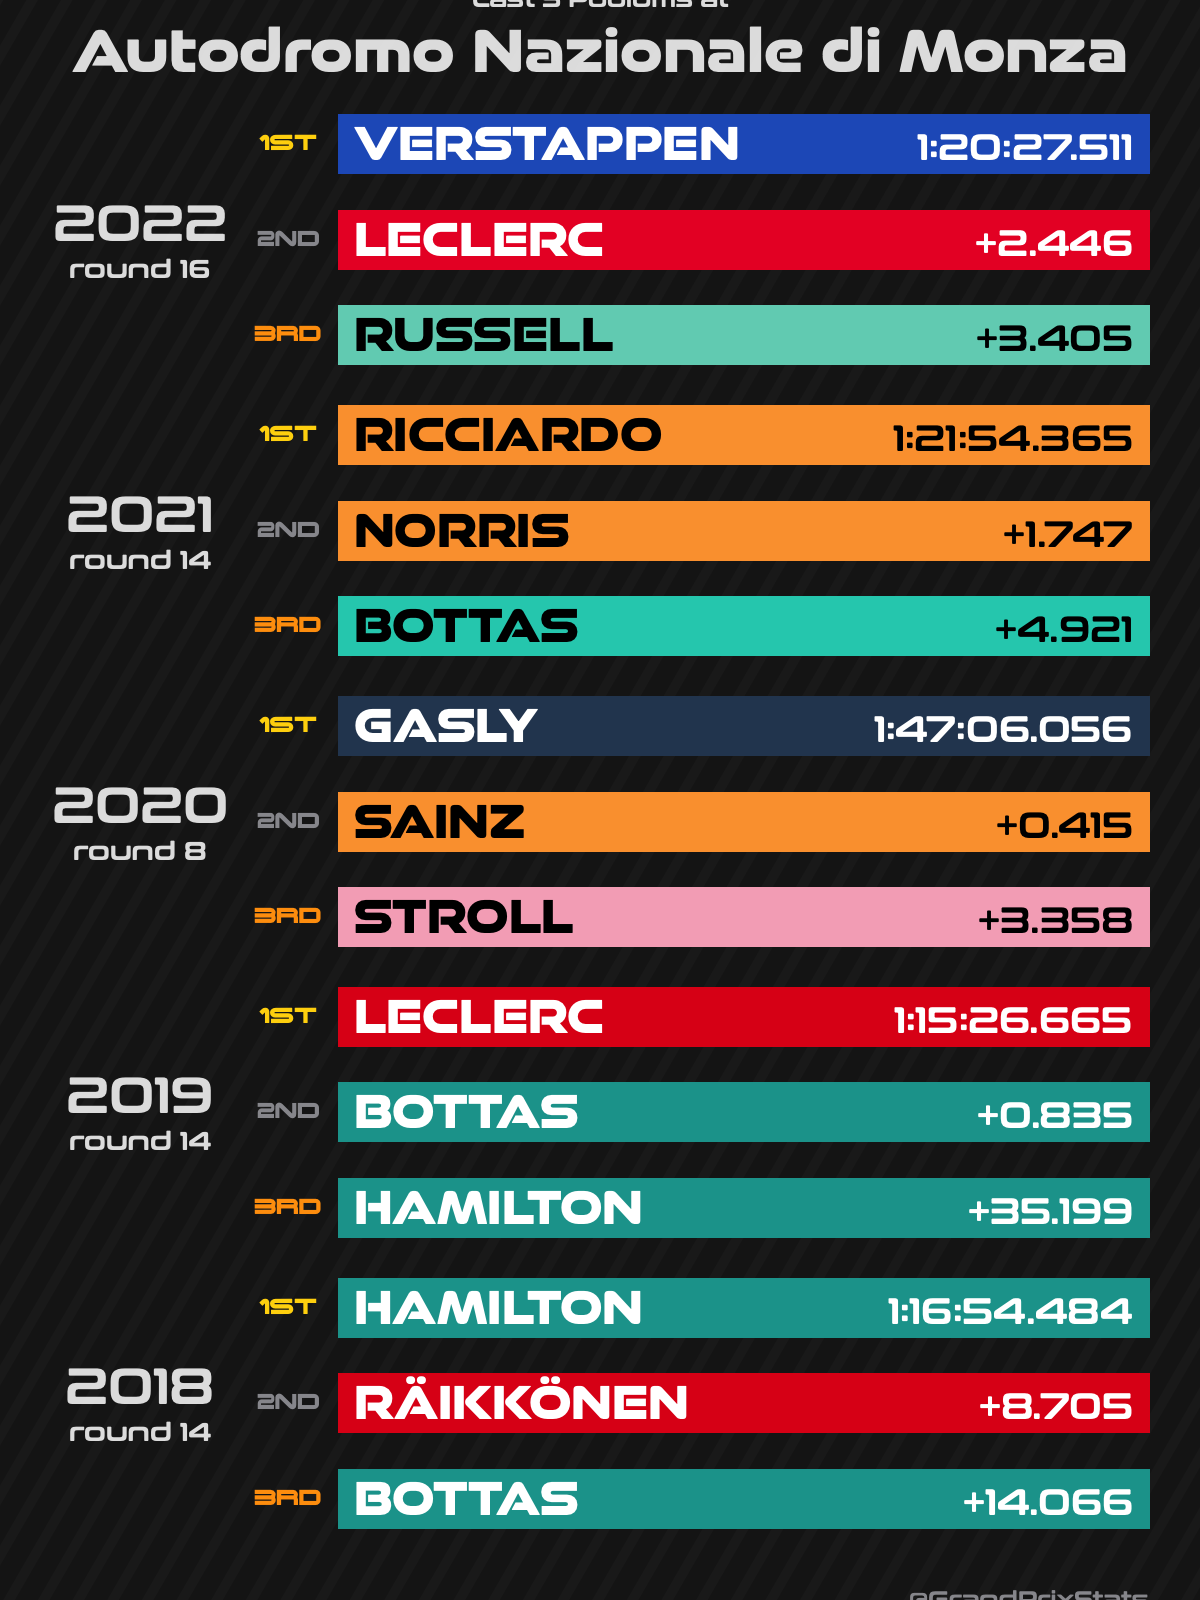 Last 5 Podiums at
Autodromo Nazionale di Monza
1ST VERSTAPPEN 1:20:27.511
2022
round 16
2ND LECLERC +2.446
3RD RUSSELL +3.405
1ST RICCIARDO 1:21:54.365
2021
round 14
2ND NORRIS +1.747
3RD BOTTAS +4.921
1ST GASLY 1:47:06.056
2020
round 8
2ND SAINZ +0.415
3RD STROLL +3.358
1ST LECLERC 1:15:26.665
2019
round 14
2ND BOTTAS +0.835
3RD HAMILTON +35.199
1ST HAMILTON 1:16:54.484
2018
round 14
2ND RÄIKKÖNEN +8.705
3RD BOTTAS +14.066
@GrandPrixStats